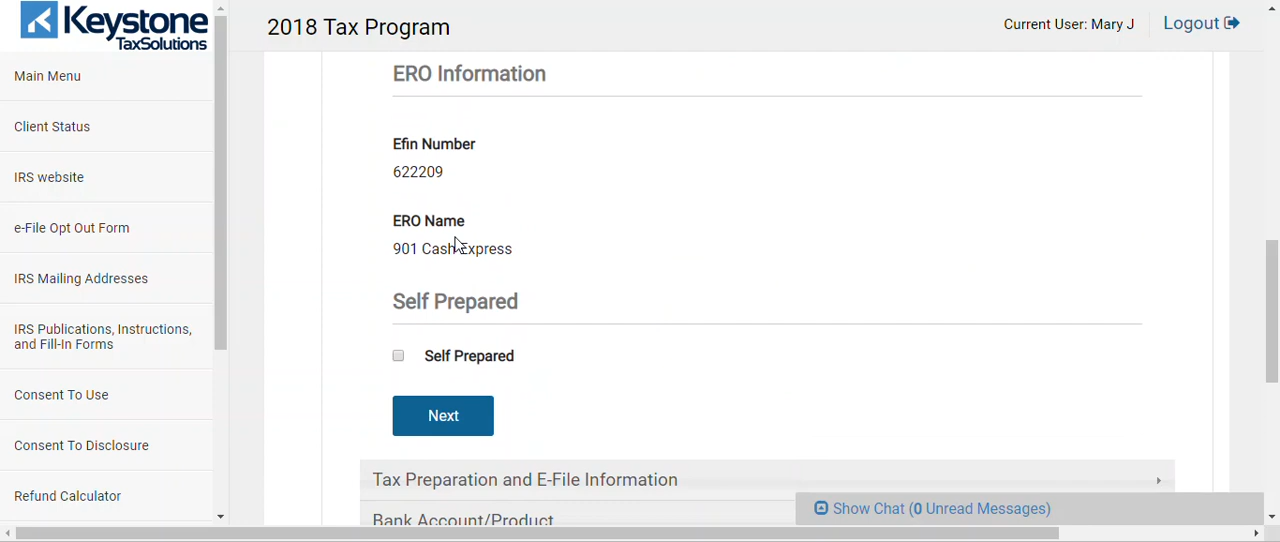 Keystone
TaxSolutions
2018 Tax Program
Current User: Mary J
Logout
Main Menu
Client Status
IRS website
e-File Opt Out Form
IRS Mailing Addresses
IRS Publications, Instructions,
and Fill-In Forms
Consent To Use
Consent To Disclosure
Refund Calculator
ERO Information
Efin Number
622209
ERO Name
901 Cash Express
Self Prepared
Self Prepared
Next
Tax Preparation and E-File Information
Bank Account/Product
Show Chat (0 Unread Messages)